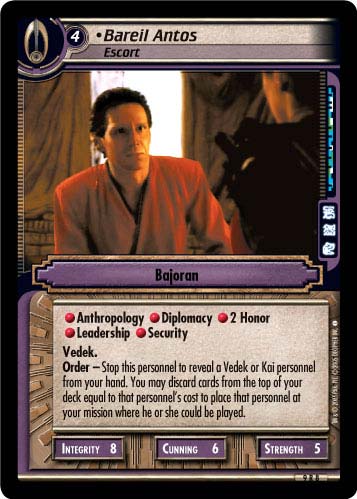 4
•Bareil Antos
Escort
Bajoran
Anthropology Diplomacy 2 Honor
Leadership Security
Vedek.
Order – Stop this personnel to reveal a Vedek or Kai personnel
from your hand. You may discard cards from the top of your
deck equal to that personnel's cost to place that personnel at
your mission where he or she could be played.
INTEGRITY 8 CUNNING 6 STRENGTH 5
9 R 8